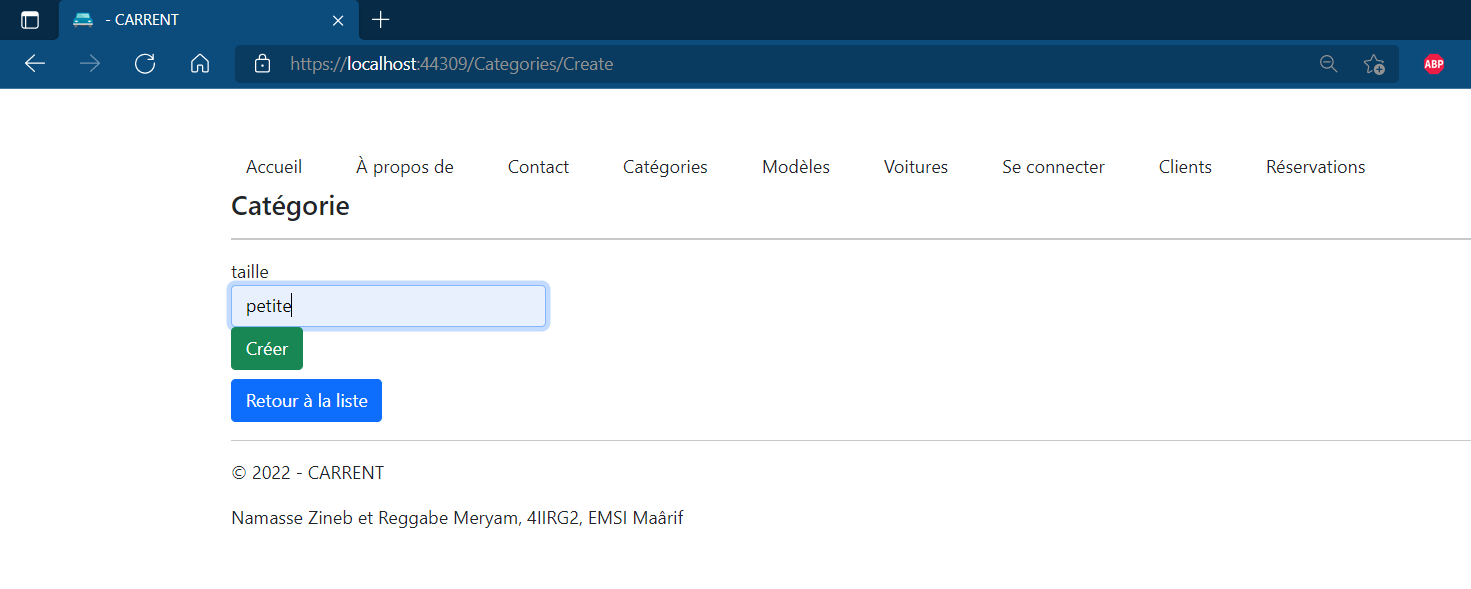 - CARRENT
https://localhost:44309/Categories/Create
ABP
Accueil À propos de Contact Catégories Modèles Voitures Se connecter Clients Réservations
Catégorie
taille
petite
Créer
Retour à la liste
© 2022 - CARRENT
Namasse Zineb et Reggabe Meryam, 4IIRG2, EMSI Maârif